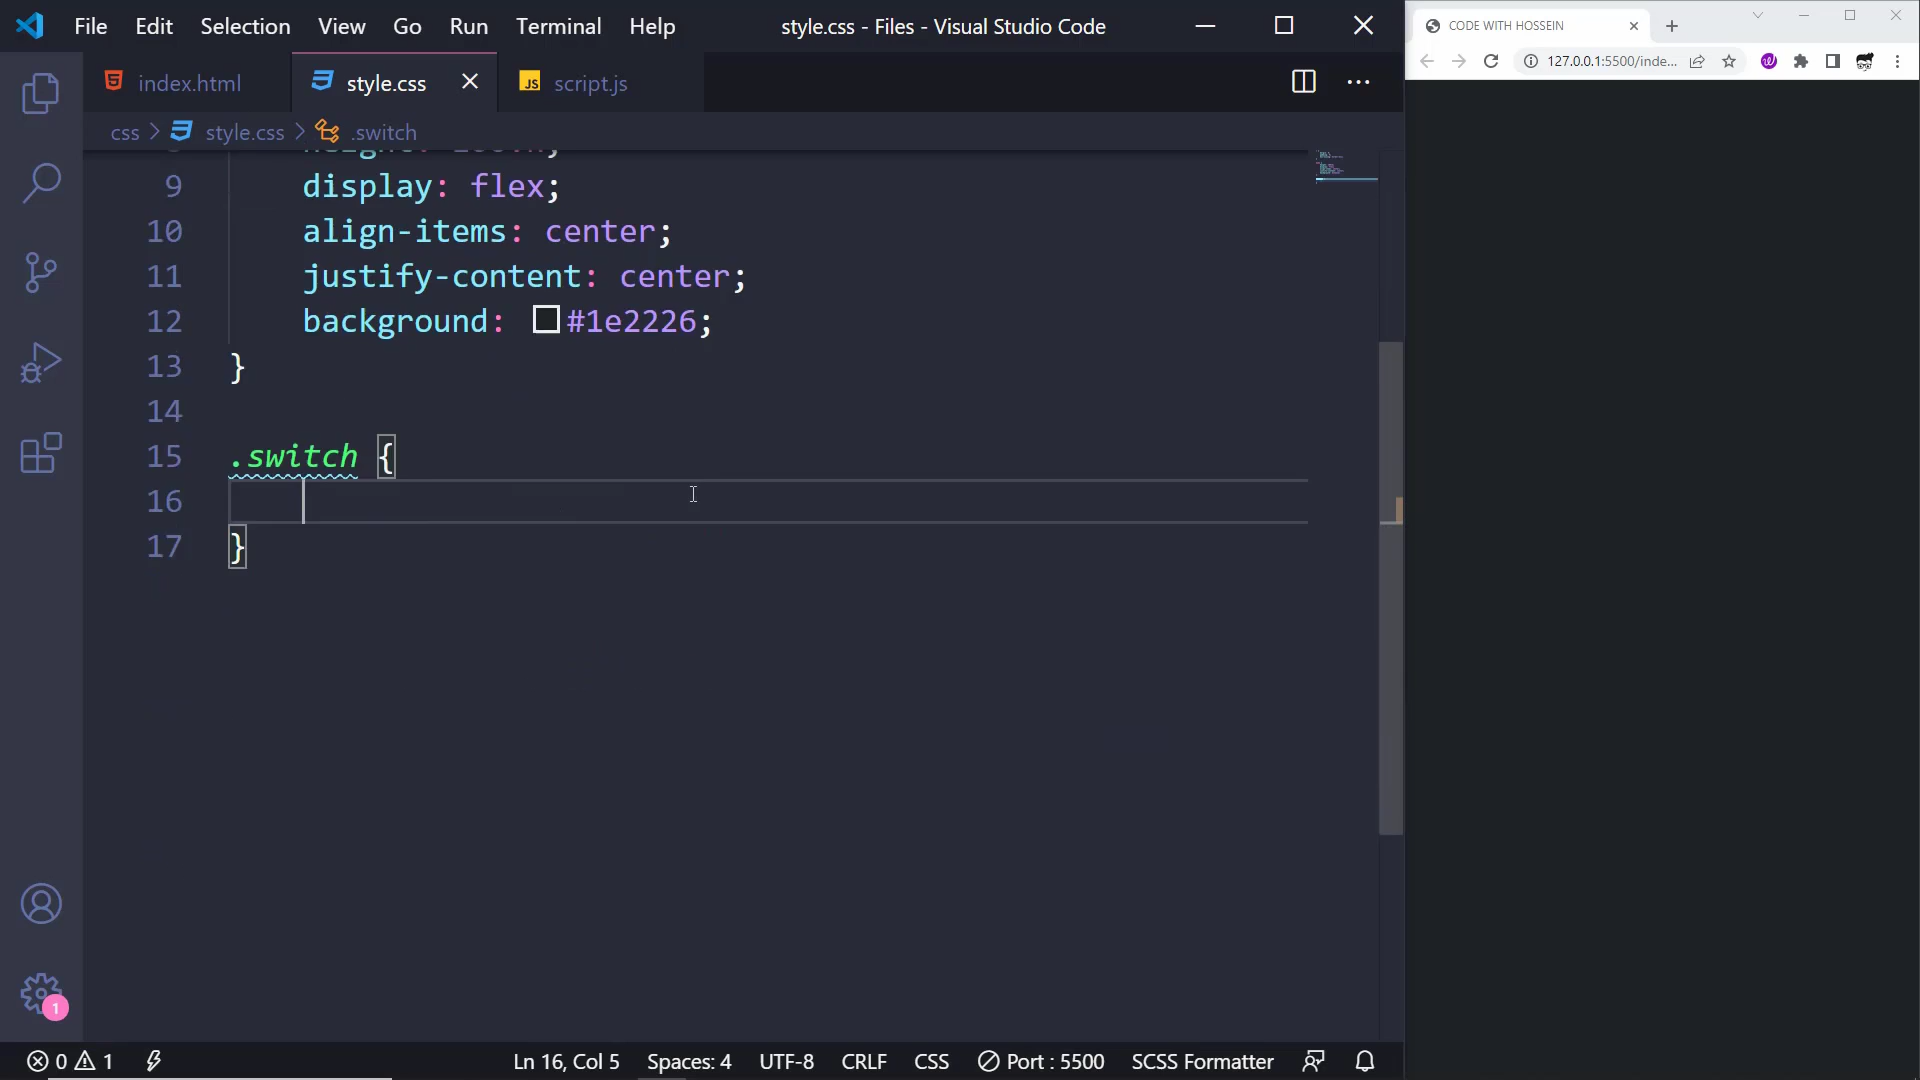 File Edit Selection View Go Run Terminal Help style.css - Files - Visual Studio Code
index.html style.css JS script.js
css > style.css > .switch
9 display: flex;
10 align-items: center;
11 justify-content: center;
12 background: #1e2226;
13 }
14
15 .switch {
16
17 }
1
0 1 Ln 16, Col 5 Spaces: 4 UTF-8 CRLF CSS Port : 5500 SCSS Formatter
CODE WITH HOSSEIN
127.0.0.1:5500/inde...